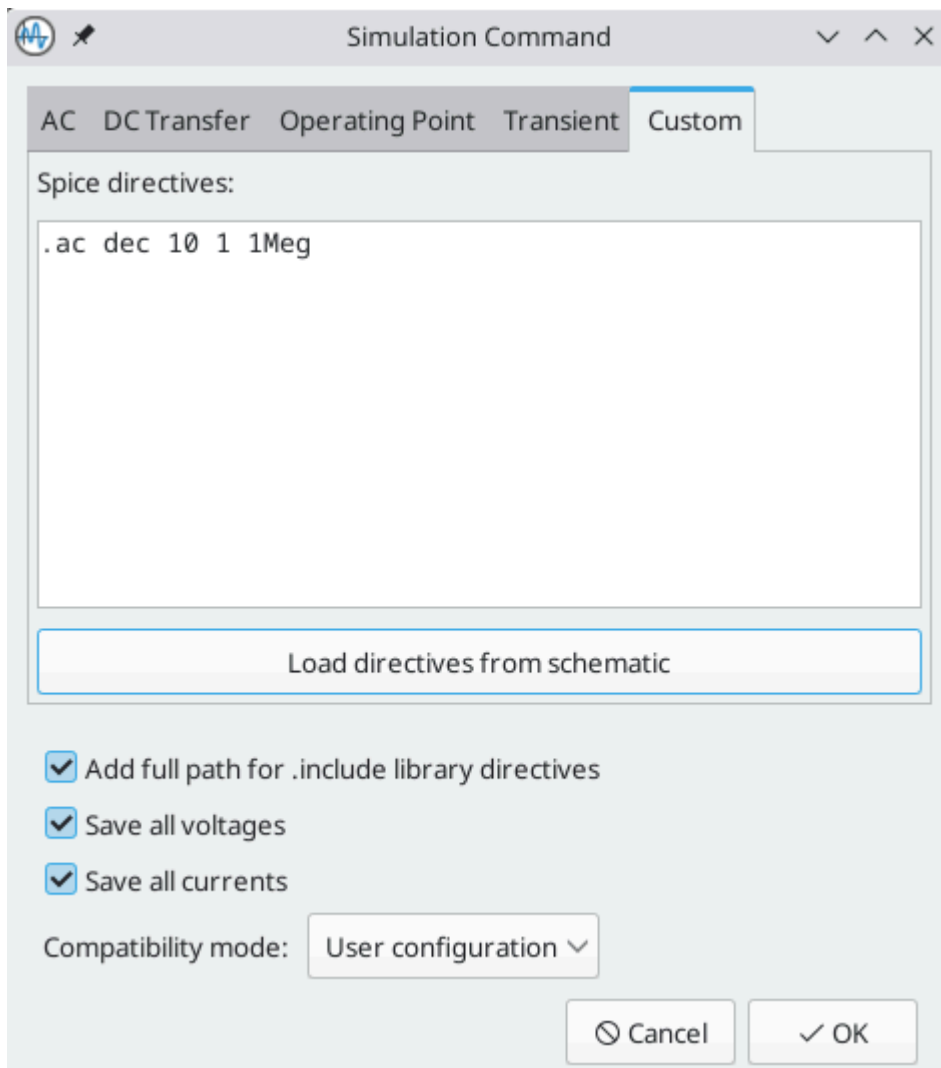 Simulation Command
AC DC Transfer Operating Point Transient Custom
Spice directives:
.ac dec 10 1 1Meg
Load directives from schematic
Add full path for .include library directives
Save all voltages
Save all currents
Compatibility mode: User configuration
Cancel OK